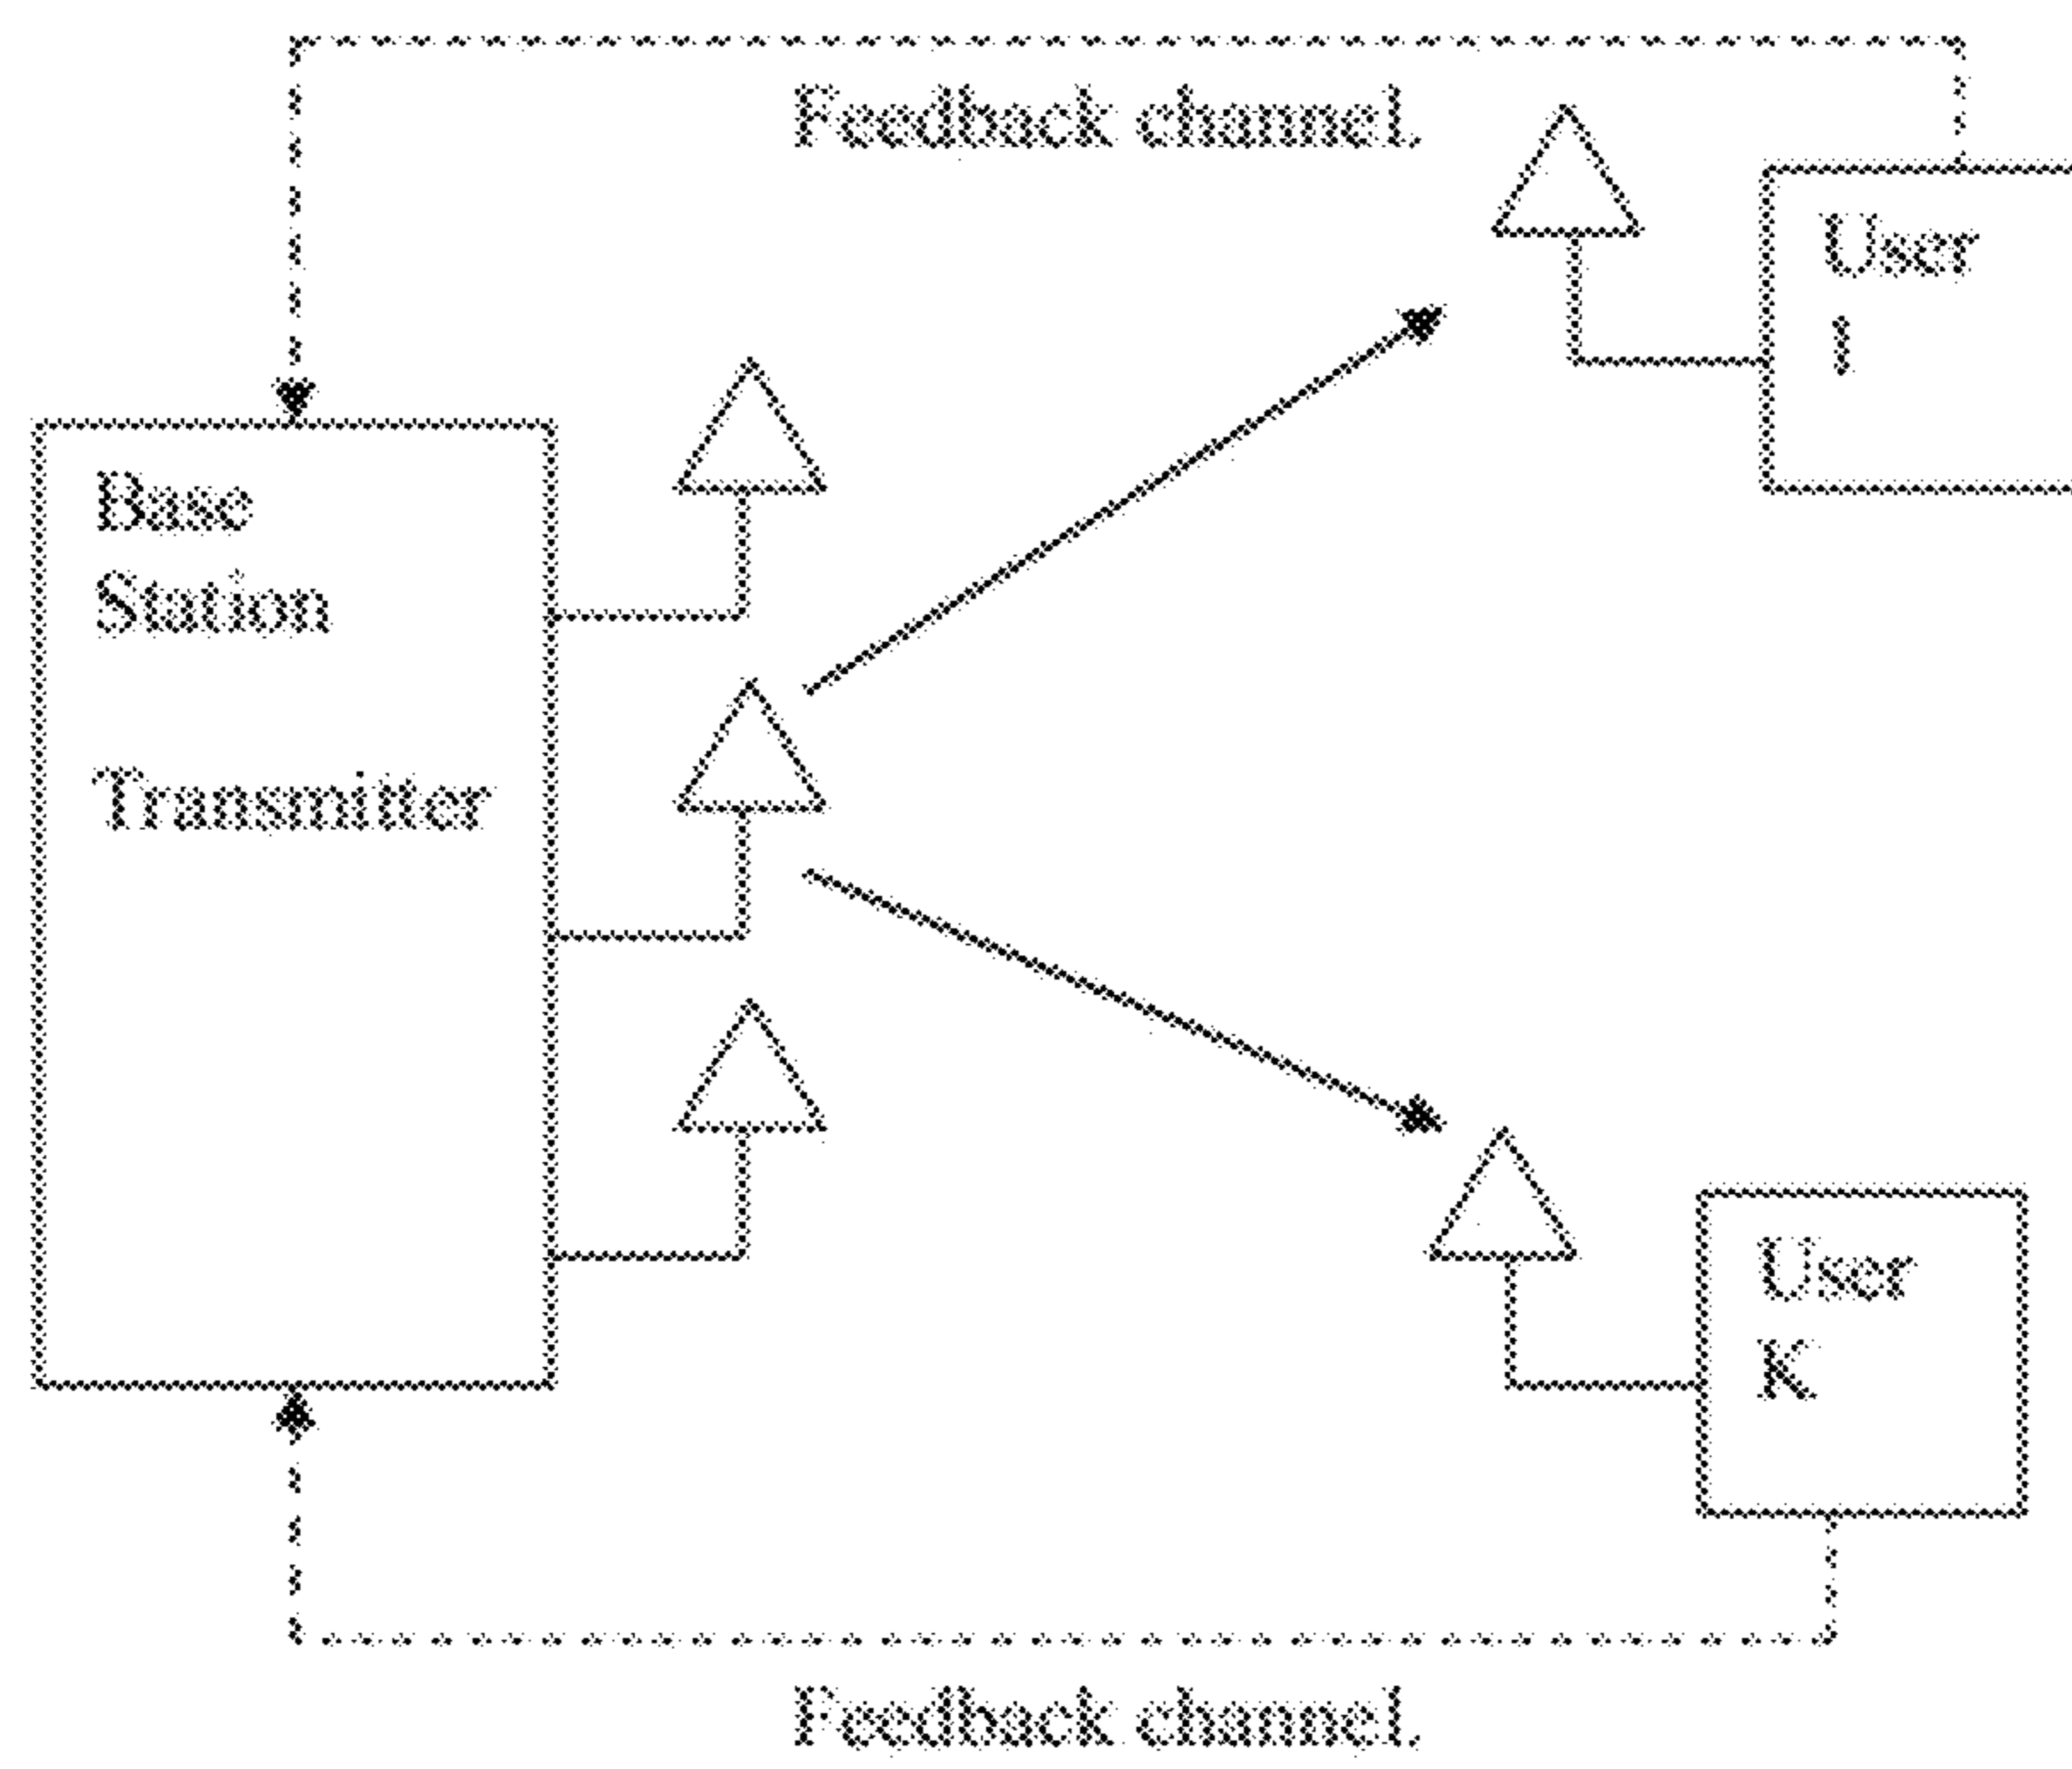 Feedback channel.
User
1
Base
Station
Transmitter
User
K
Feedback channel.